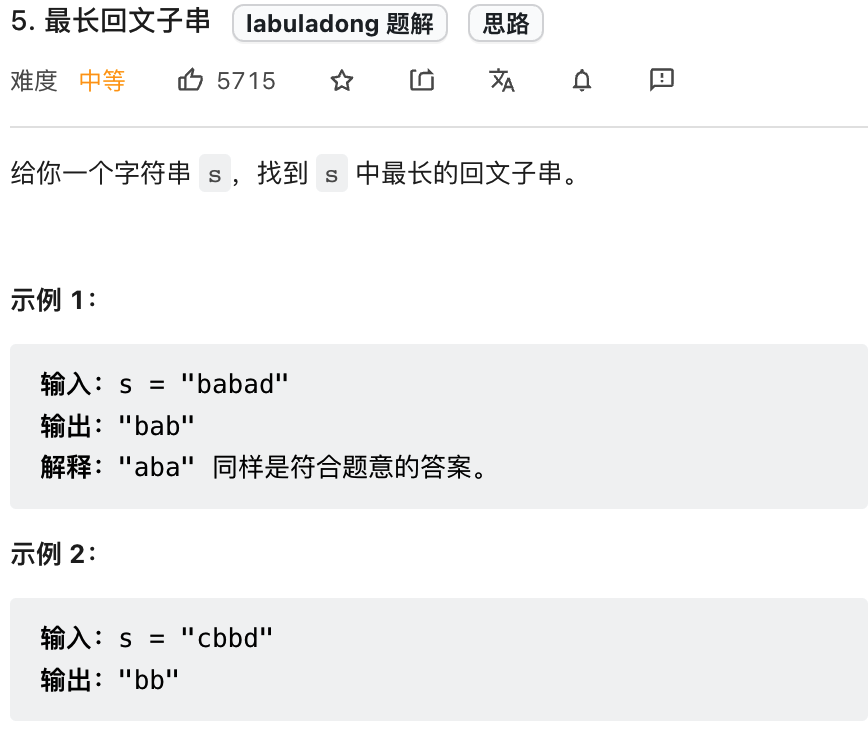 5. 最长回文子串 labuladong 题解 思路
难度 中等 5715
给你一个字符串 s，找到 s 中最长的回文子串。
示例 1：
输入：s = "babad"
输出："bab"
解释："aba" 同样是符合题意的答案。
示例 2：
输入：s = "cbbd"
输出："bb"